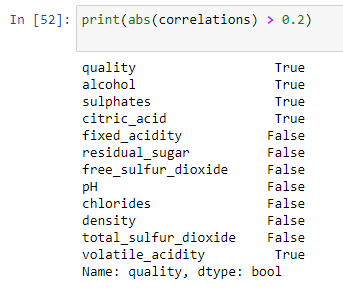 In [52]: print(abs(correlations) > 0.2)
quality True
alcohol True
sulphates True
citric_acid True
fixed_acidity False
residual_sugar False
free_sulfur_dioxide False
pH False
chlorides False
density False
total_sulfur_dioxide False
volatile_acidity True
Name: quality, dtype: bool